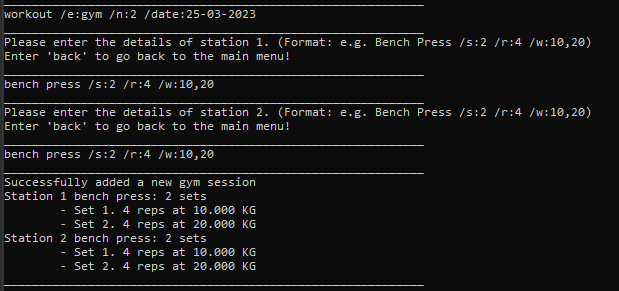 workout /e:gym /n:2 /date:25-03-2023
Please enter the details of station 1. (Format: e.g. Bench Press /s:2 /r:4 /w:10,20)
Enter 'back' to go back to the main menu!
bench press /s:2 /r:4 /w:10,20
Please enter the details of station 2. (Format: e.g. Bench Press /s:2 /r:4 /w:10,20)
Enter 'back' to go back to the main menu!
bench press /s:2 /r:4 /w:10,20
Successfully added a new gym session
Station 1 bench press: 2 sets
- Set 1. 4 reps at 10.000 KG
- Set 2. 4 reps at 20.000 KG
Station 2 bench press: 2 sets
- Set 1. 4 reps at 10.000 KG
- Set 2. 4 reps at 20.000 KG